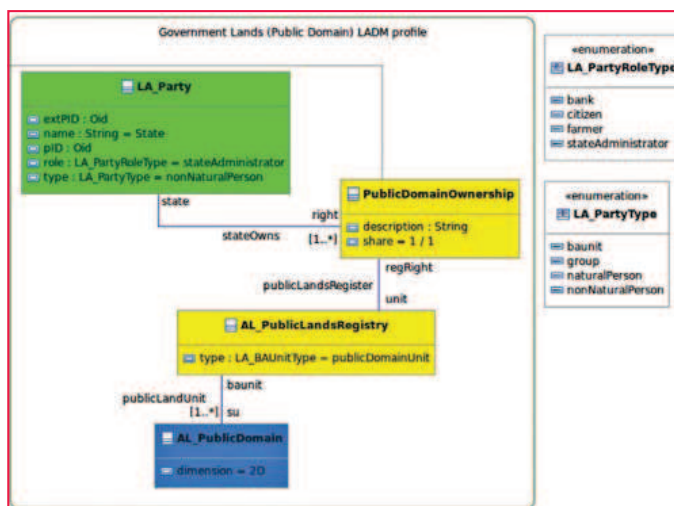 Government Lands (Public Domain) LADM profile
LA_Party
extPID : Oid
name : String = State
pID : Oid
role : LA_PartyRoleType = stateAdministrator
type : LA_PartyType = nonNaturalPerson
state
right
stateOwns
[1..*]
PublicDomainOwnership
description : String
share = 1 / 1
regRight
publicLandsRegister
unit
AL_PublicLandsRegistry
type : LA_BAUnitType = publicDomainUnit
baunit
publicLandUnit
[1..*]
su
AL_PublicDomain
dimension = 2D
«enumeration»
LA_PartyRoleType
bank
citizen
farmer
stateAdministrator
«enumeration»
LA_PartyType
baunit
group
naturalPerson
nonNaturalPerson